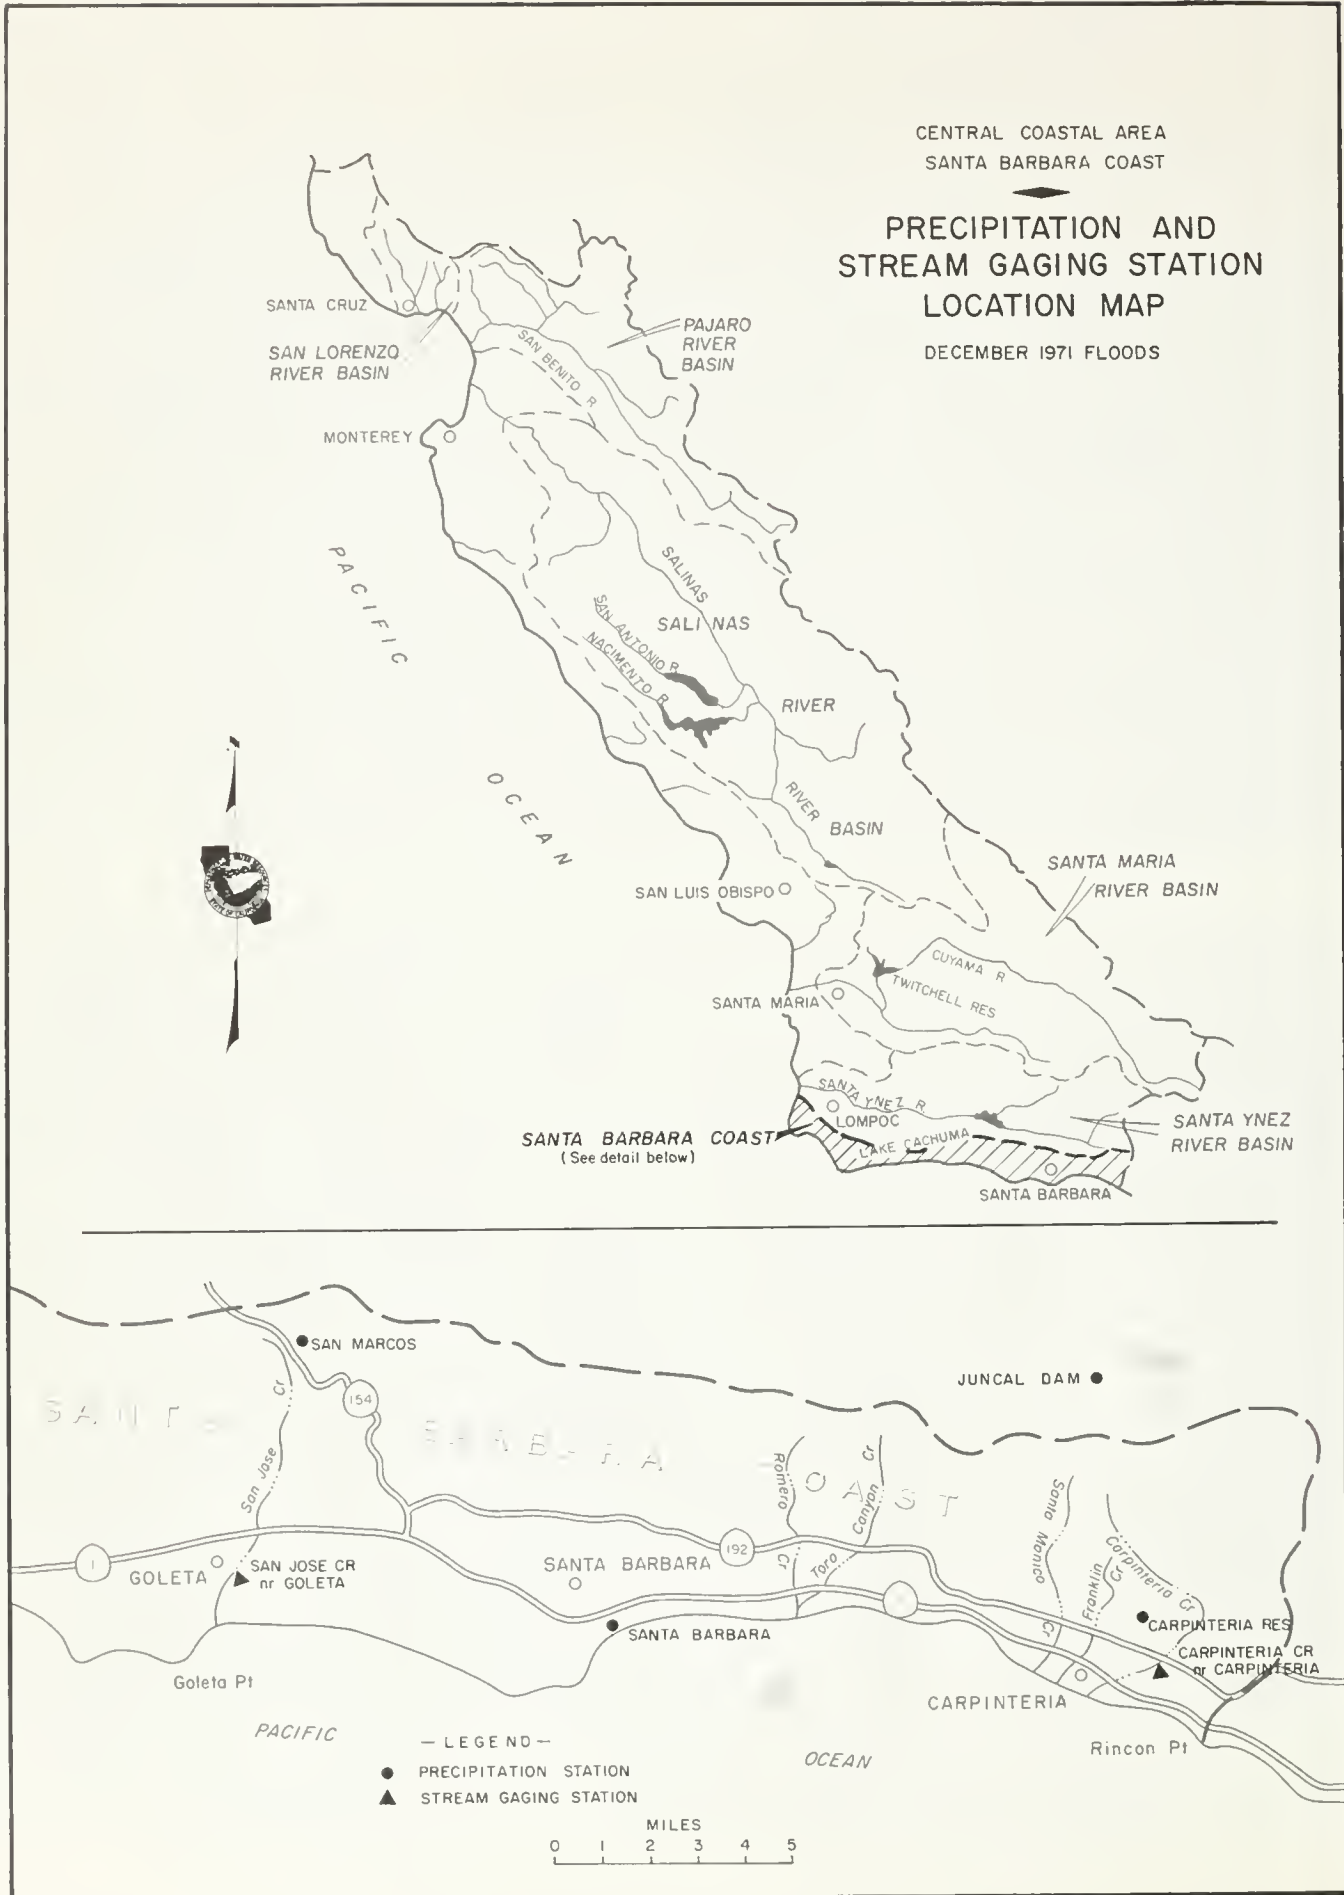 CENTRAL COASTAL AREA
SANTA BARBARA COAST
PRECIPITATION AND
STREAM GAGING STATION
LOCATION MAP
DECEMBER 1971 FLOODS
SANTA CRUZ
SAN LORENZO
RIVER BASIN
PAJARO
RIVER
BASIN
SAN BENITO R
MONTEREY
PACIFIC
OCEAN
SALINAS
RIVER
SALINAS
RIVER
BASIN
SAN ANTONIO R
NACIMENTO R
SAN LUIS OBISPO
SANTA MARIA
RIVER BASIN
CUYAMA R
TWITCHELL RES
SANTA MARIA
SANTA YNEZ R
LOMPOC
LAKE CACHUMA
SANTA YNEZ
RIVER BASIN
SANTA BARBARA COAST
(See detail below)
SANTA BARBARA
SAN MARCOS
154
JUNCAL DAM
San Jose Cr
Romero Cr
Toro Canyon Cr
Santa Monica Cr
Franklin Cr
Carpinteria Cr
1
GOLETA
SAN JOSE CR
nr GOLETA
SANTA BARBARA
192
SANTA BARBARA
CARPINTERIA RES
CARPINTERIA CR
nr CARPINTERIA
CARPINTERIA
Goleta Pt
Rincon Pt
PACIFIC
OCEAN
— LEGEND —
PRECIPITATION STATION
STREAM GAGING STATION
MILES
0 1 2 3 4 5